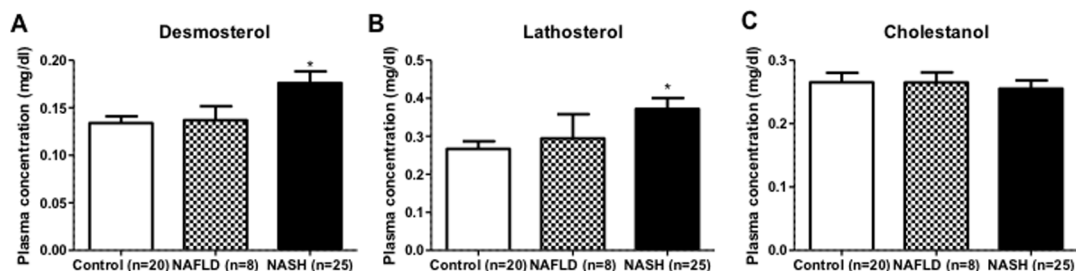 A
Desmosterol
Plasma concentration (mg/dl)
0.20
0.15
0.10
0.05
0.00
*
Control (n=20) NAFLD (n=8) NASH (n=25)
B
Lathosterol
Plasma concentration (mg/dl)
0.5
0.4
0.3
0.2
0.1
0.0
*
Control (n=20) NAFLD (n=8) NASH (n=25)
C
Cholestanol
Plasma concentration (mg/dl)
0.3
0.2
0.1
0.0
Control (n=20) NAFLD (n=8) NASH (n=25)